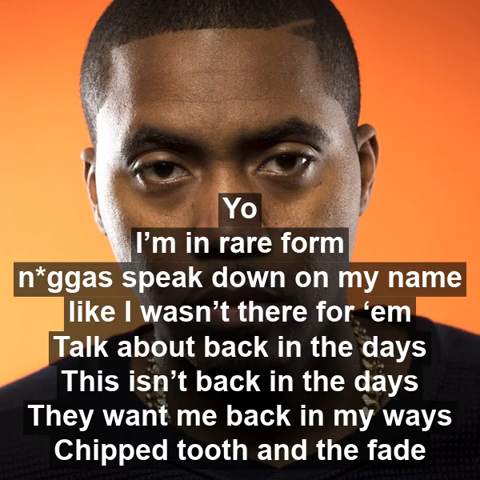 Yo
I’m in rare form
n*ggas speak down on my name
like I wasn’t there for ‘em
Talk about back in the days
This isn’t back in the days
They want me back in my ways
Chipped tooth and the fade